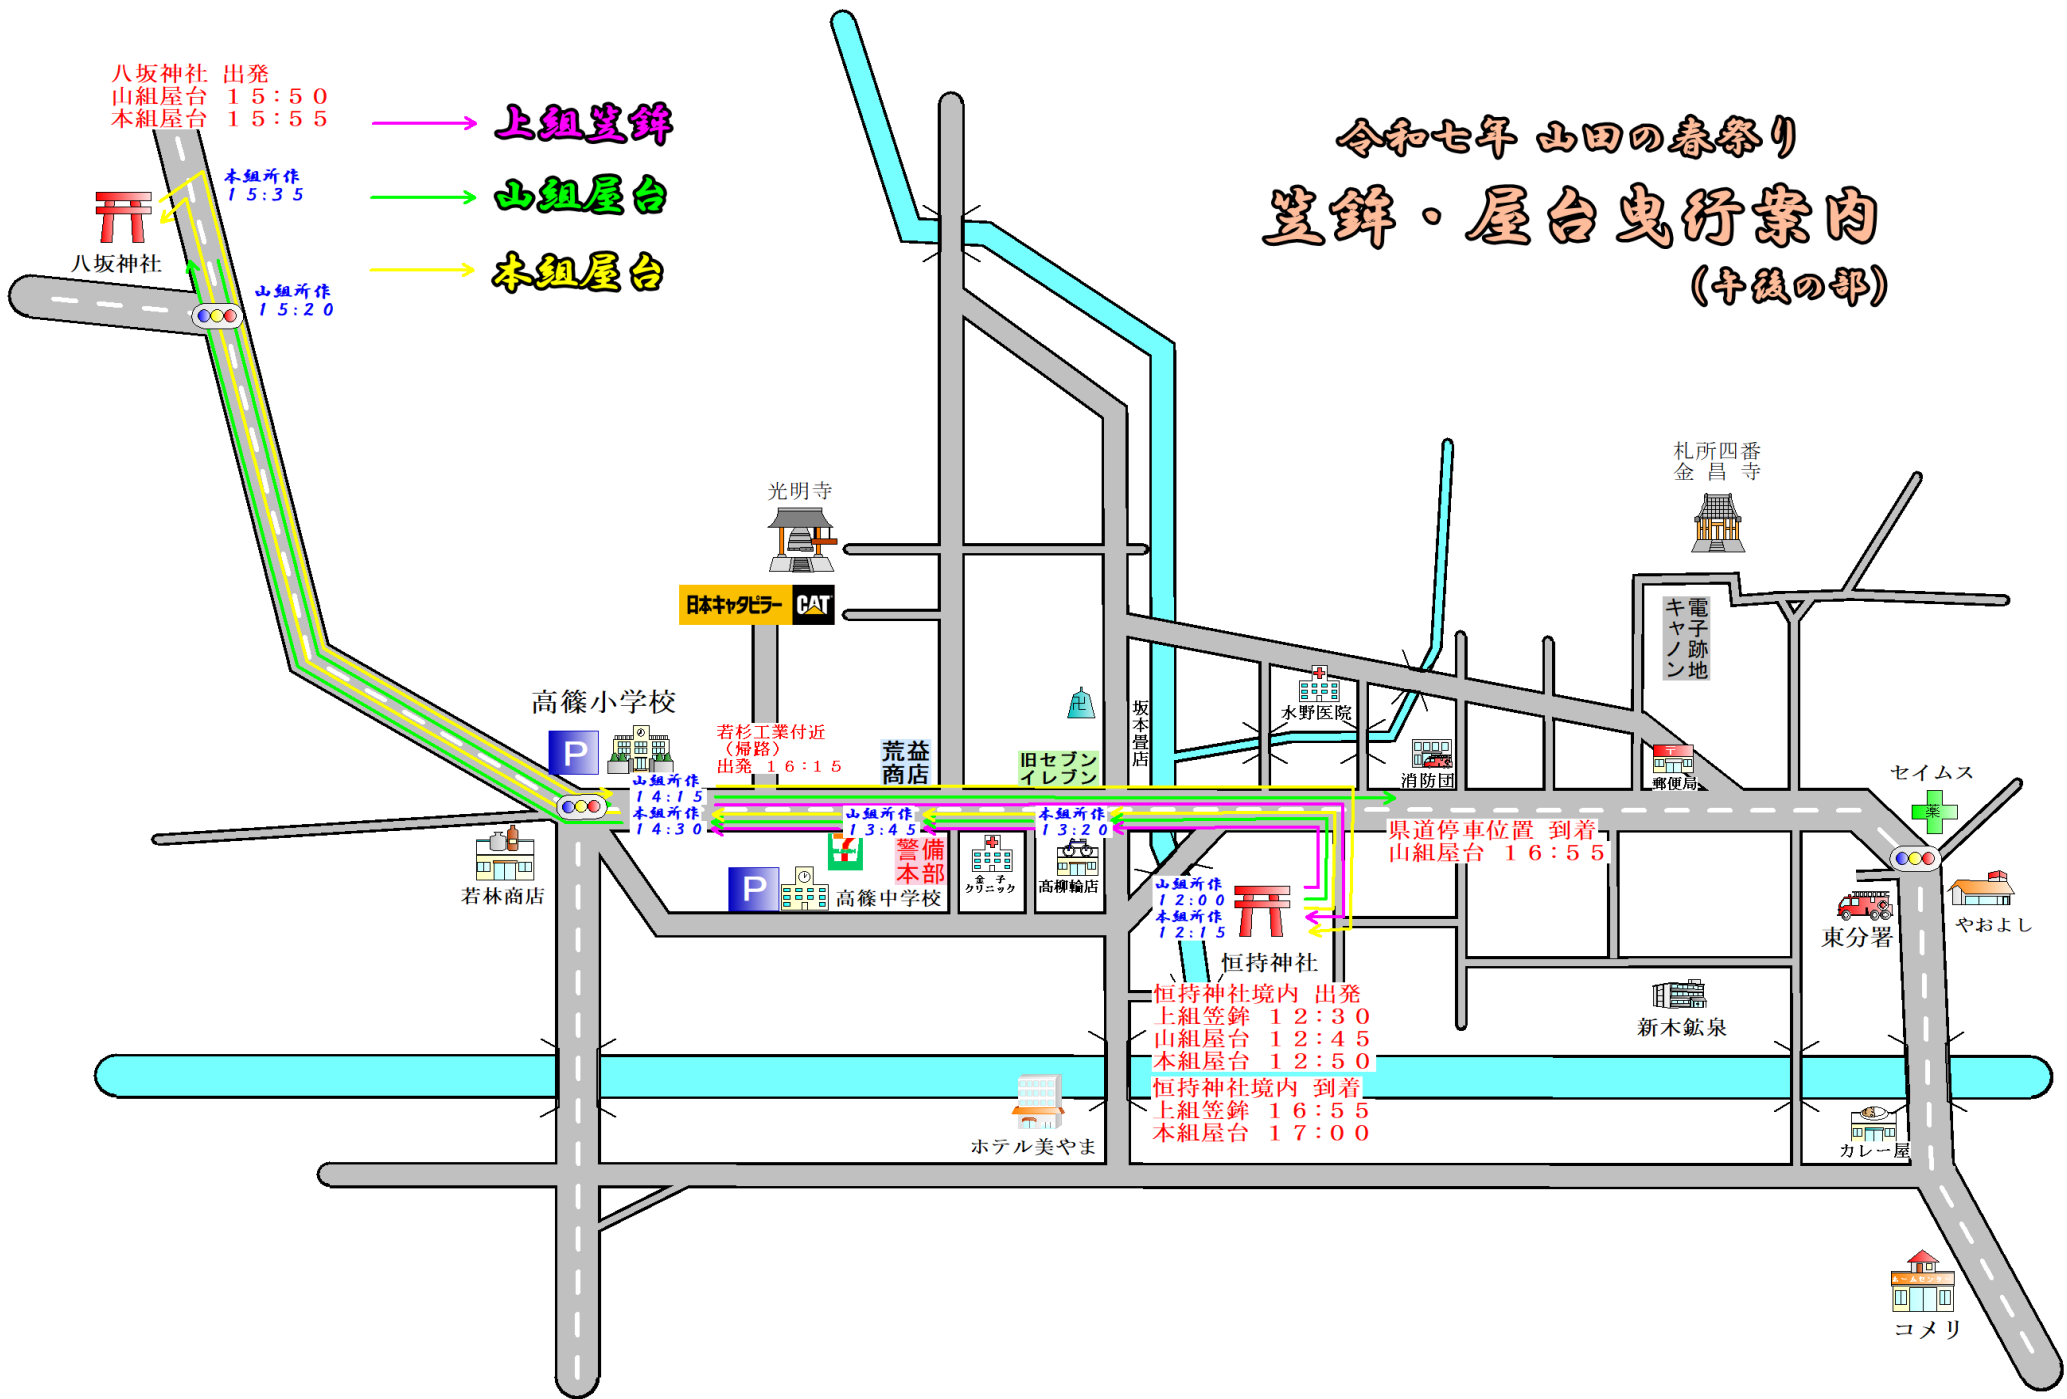 令和七年 山田の春祭り
笠鉾・屋台曳行案内
(午後の部)
八坂神社 出発
山組屋台 15:50
本組屋台 15:55
上組笠鉾
山組屋台
本組屋台
本組所作
15:35
八坂神社
山組所作
15:20
光明寺
日本キャタピラー CAT
札所四番
金昌寺
キヤノン
電子跡地
高篠小学校
P
若杉工業付近
(帰路)
出発 16:15
荒益
商店
旧セブン
イレブン
卍
坂本畳店
水野医院
消防団
〒
郵便局
セイムス
薬
山組所作
14:15
本組所作
14:30
山組所作
13:45
本組所作
13:20
若林商店
7
警備
本部
P
高篠中学校
金子
クリニック
高柳輪店
県道停車位置 到着
山組屋台 16:55
山組所作
12:00
本組所作
12:15
恒持神社
東分署
やおよし
新木鉱泉
恒持神社境内 出発
上組笠鉾 12:30
山組屋台 12:45
本組屋台 12:50
恒持神社境内 到着
上組笠鉾 16:55
本組屋台 17:00
ホテル美やま
カレー屋
ホームセンター
コメリ